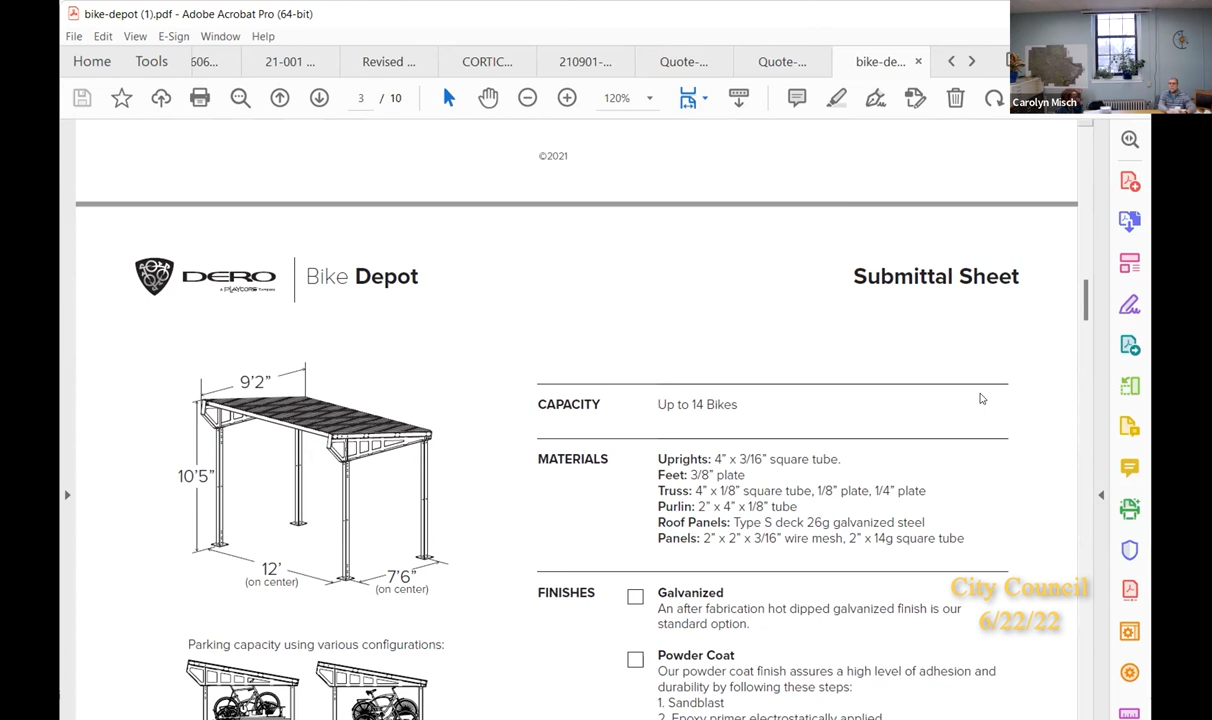 bike-depot (1).pdf - Adobe Acrobat Pro (64-bit)
File Edit View E-Sign Window Help
Home Tools 606... 21-001 ... Revised ... CORTIC... 210901-... Quote-... Quote-... bike-de... ×
3 / 10 120%
Carolyn Misch
©2021
DERO Bike Depot Submittal Sheet
A PLAYCORE Company
9’2”
10’5”
12’
(on center)
7’6”
(on center)
CAPACITY Up to 14 Bikes
MATERIALS Uprights: 4” x 3/16” square tube.
Feet: 3/8” plate
Truss: 4” x 1/8” square tube, 1/8” plate, 1/4” plate
Purlin: 2” x 4” x 1/8” tube
Roof Panels: Type S deck 26g galvanized steel
Panels: 2” x 2” x 3/16” wire mesh, 2” x 14g square tube
FINISHES Galvanized
An after fabrication hot dipped galvanized finish is our
standard option.
Powder Coat
Our powder coat finish assures a high level of adhesion and
durability by following these steps:
1. Sandblast
2. Epoxy primer electrostatically applied
Parking capacity using various configurations:
City Council
6/22/22